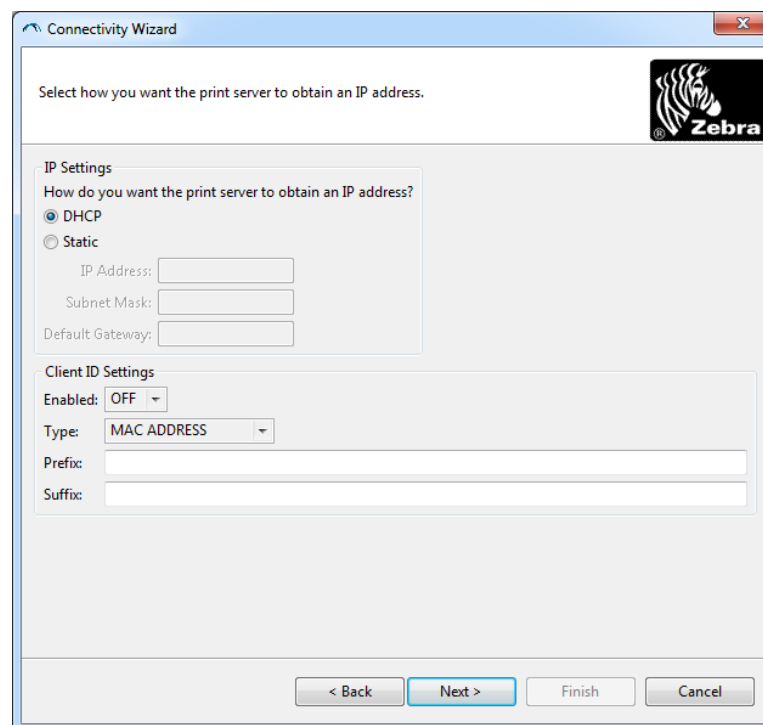 Connectivity Wizard
Select how you want the print server to obtain an IP address.
® Zebra
IP Settings
How do you want the print server to obtain an IP address?
DHCP
Static
IP Address:
Subnet Mask:
Default Gateway:
Client ID Settings
Enabled: OFF
Type: MAC ADDRESS
Prefix:
Suffix:
< Back Next > Finish Cancel